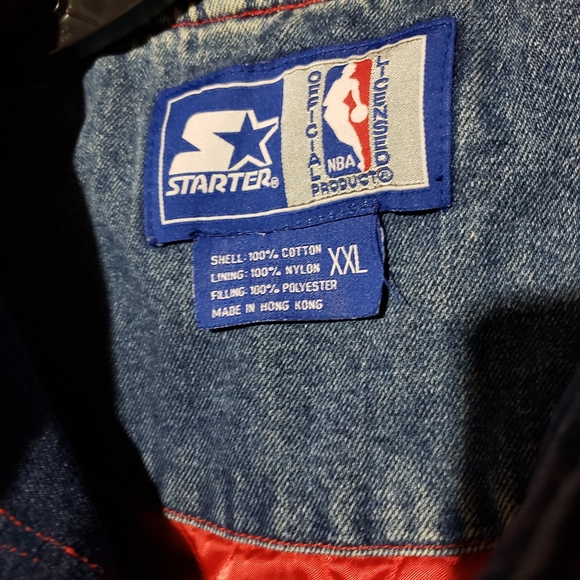 STARTER®
OFFICIAL
LICENSED
NBA
PRODUCT®
SHELL: 100% COTTON
LINING: 100% NYLON
FILLING: 100% POLYESTER
MADE IN HONG KONG
XXL